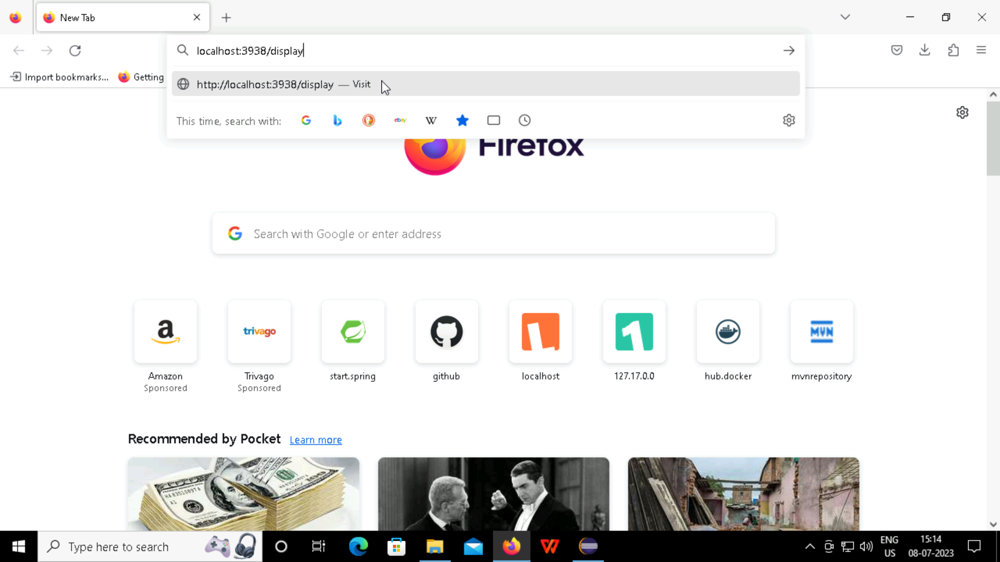 New Tab
localhost:3938/display
Import bookmarks...
Getting
http://localhost:3938/display — Visit
This time, search with:
ebay
W
Firefox
Search with Google or enter address
a
trivago
L
1
MVN
Amazon
Sponsored
Trivago
Sponsored
start.spring
github
localhost
127.17.0.0
hub.docker
mvnrepository
Recommended by Pocket
Learn more
Type here to search
ENG
US
15:14
08-07-2023